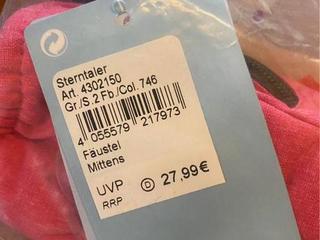 Sterntaler
Art. 4302150
Gr./S. 2 Fb./Col. 746
4 055579 217973
Fäustel
Mittens
UVP D 27,99€
RRP